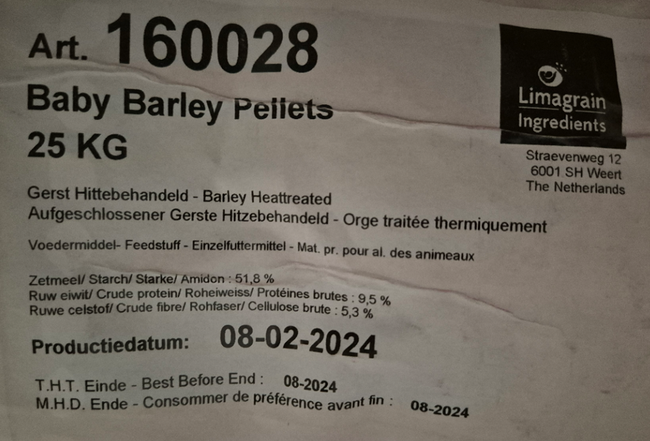 Art. 160028
Baby Barley Pellets
25 KG
Limagrain
Ingredients
Straevenweg 12
6001 SH Weert
The Netherlands
Gerst Hittebehandeld - Barley Heattreated
Aufgeschlossener Gerste Hitzebehandeld - Orge traitée thermiquement
Voedermiddel- Feedstuff - Einzelfuttermittel - Mat. pr. pour al. des animeaux
Zetmeel/ Starch/ Starke/ Amidon : 51,8 %
Ruw eiwit/ Crude protein/ Roheiweiss/ Protéines brutes : 9,5 %
Ruwe celstof/ Crude fibre/ Rohfaser/ Cellulose brute : 5,3 %
Productiedatum: 08-02-2024
T.H.T. Einde - Best Before End : 08-2024
M.H.D. Ende - Consommer de préférence avant fin : 08-2024